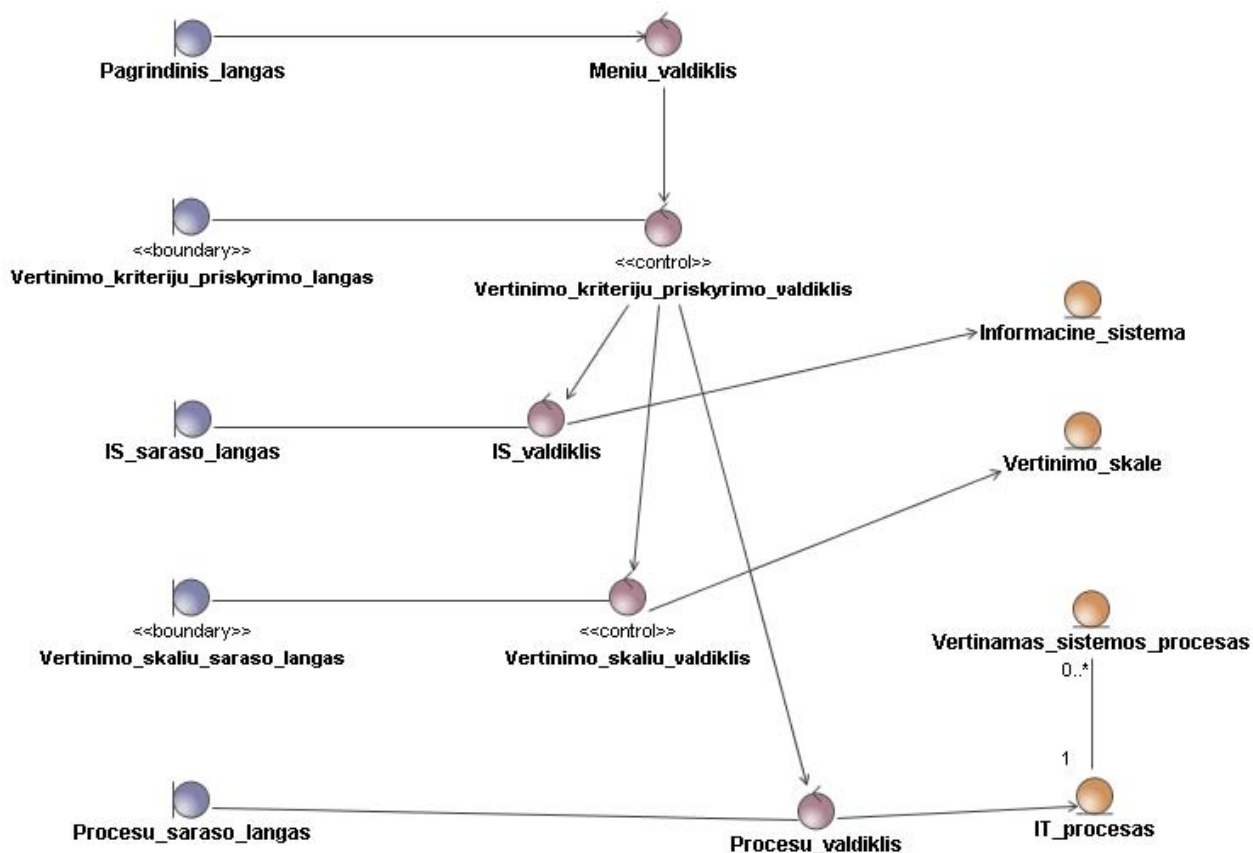 Pagrindinis_langas
Meniu_valdiklis
<<boundary>>
Vertinimo_kriteriju_priskyrimo_langas
<<control>>
Vertinimo_kriteriju_priskyrimo_valdiklis
Informacine_sistema
IS_saraso_langas
IS_valdiklis
Vertinimo_skale
<<boundary>>
Vertinimo_skaliu_saraso_langas
<<control>>
Vertinimo_skaliu_valdiklis
Vertinamas_sistemos_procesas
0..*
1
Procesu_saraso_langas
Procesu_valdiklis
IT_procesas